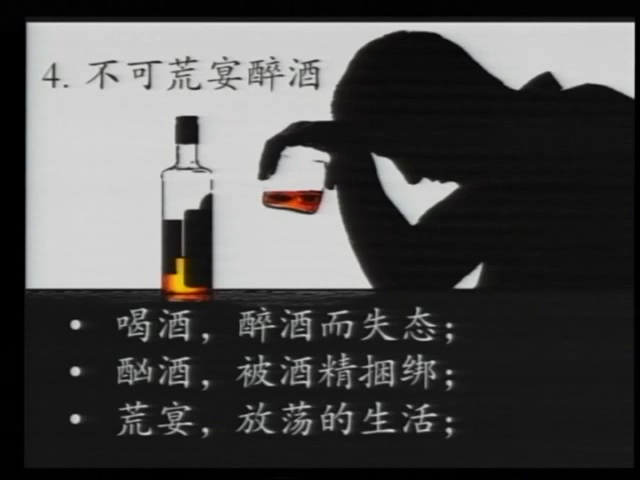 4. 不可荒宴醉酒
• 喝酒，醉酒而失态；
• 酗酒，被酒精捆绑；
• 荒宴，放荡的生活；